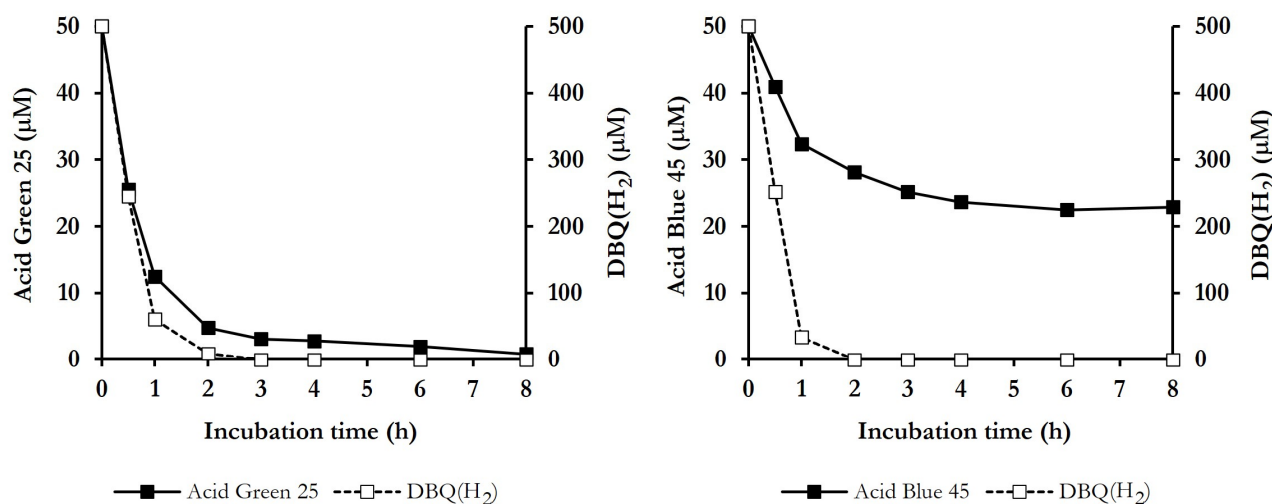 50
40
30
20
10
0
Acid Green 25 (µM)
500
400
300
200
100
0
DBQ(H₂) (µM)
0 1 2 3 4 5 6 7 8
Incubation time (h)
Acid Green 25 DBQ(H₂)
50
40
30
20
10
0
Acid Blue 45 (µM)
500
400
300
200
100
0
DBQ(H₂) (µM)
0 1 2 3 4 5 6 7 8
Incubation time (h)
Acid Blue 45 DBQ(H₂)